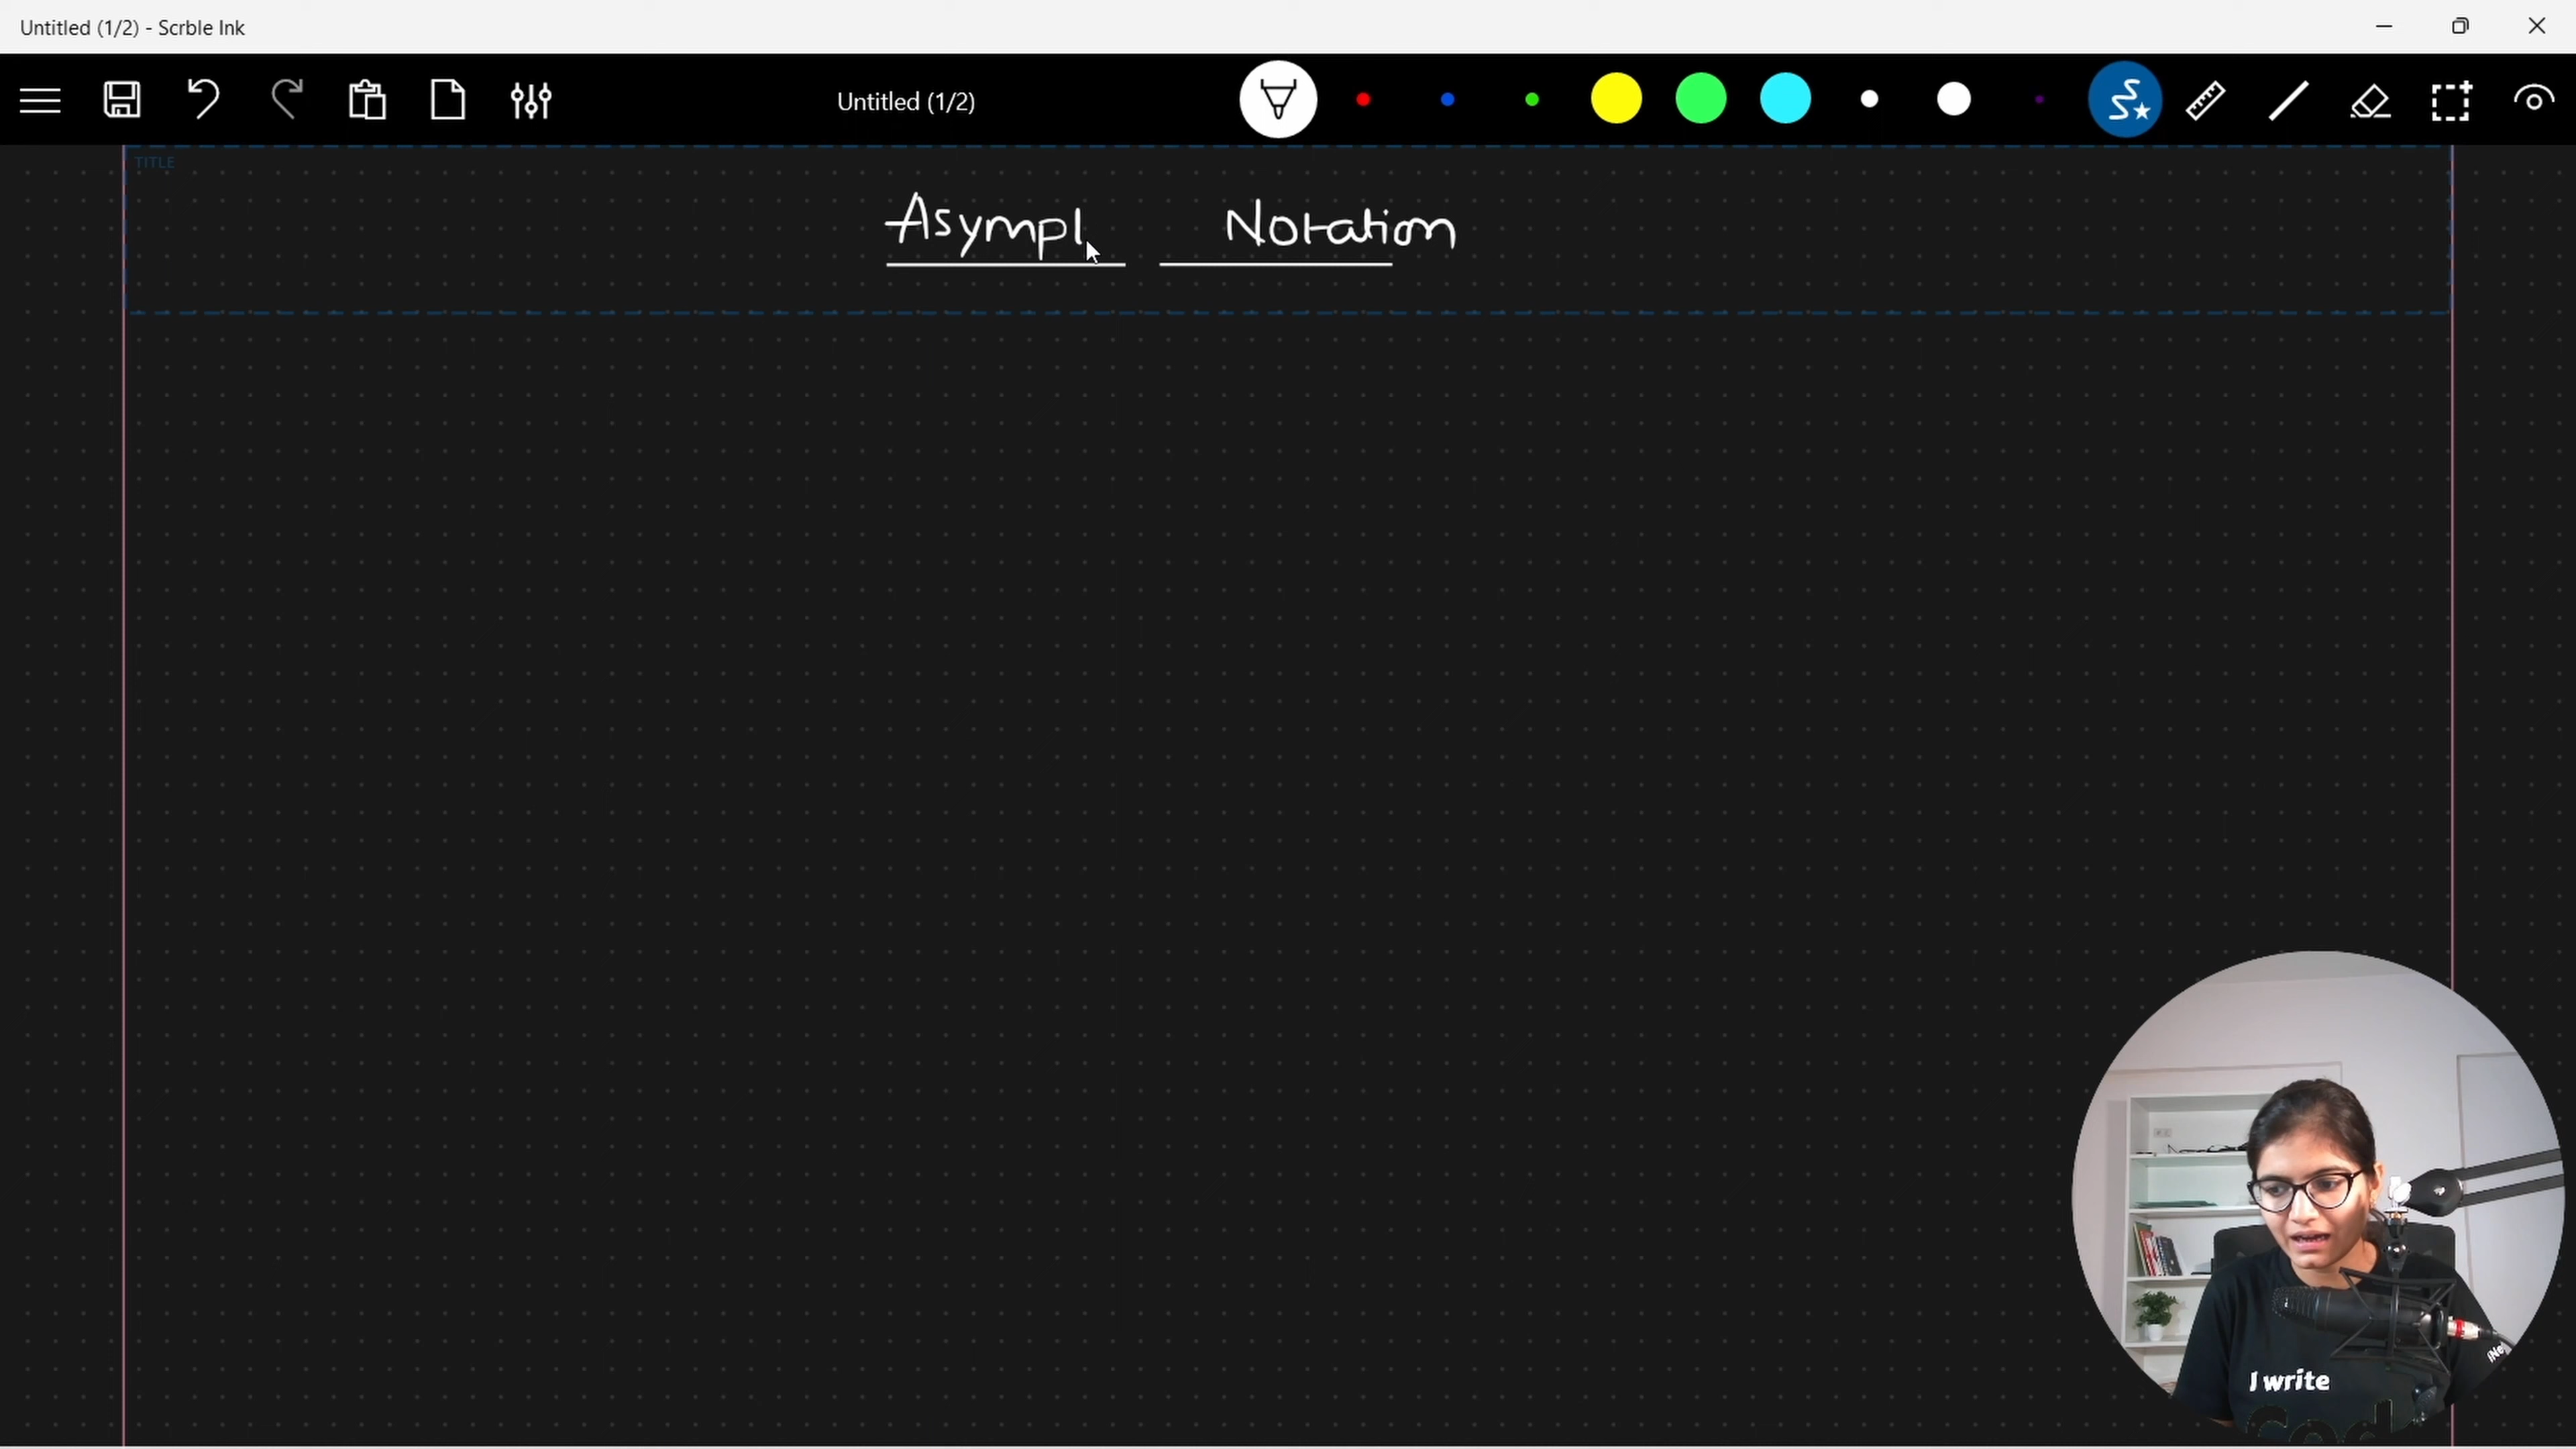 Untitled (1/2) - Scrble Ink
Untitled (1/2)
TITLE
Asympl Notation
I write